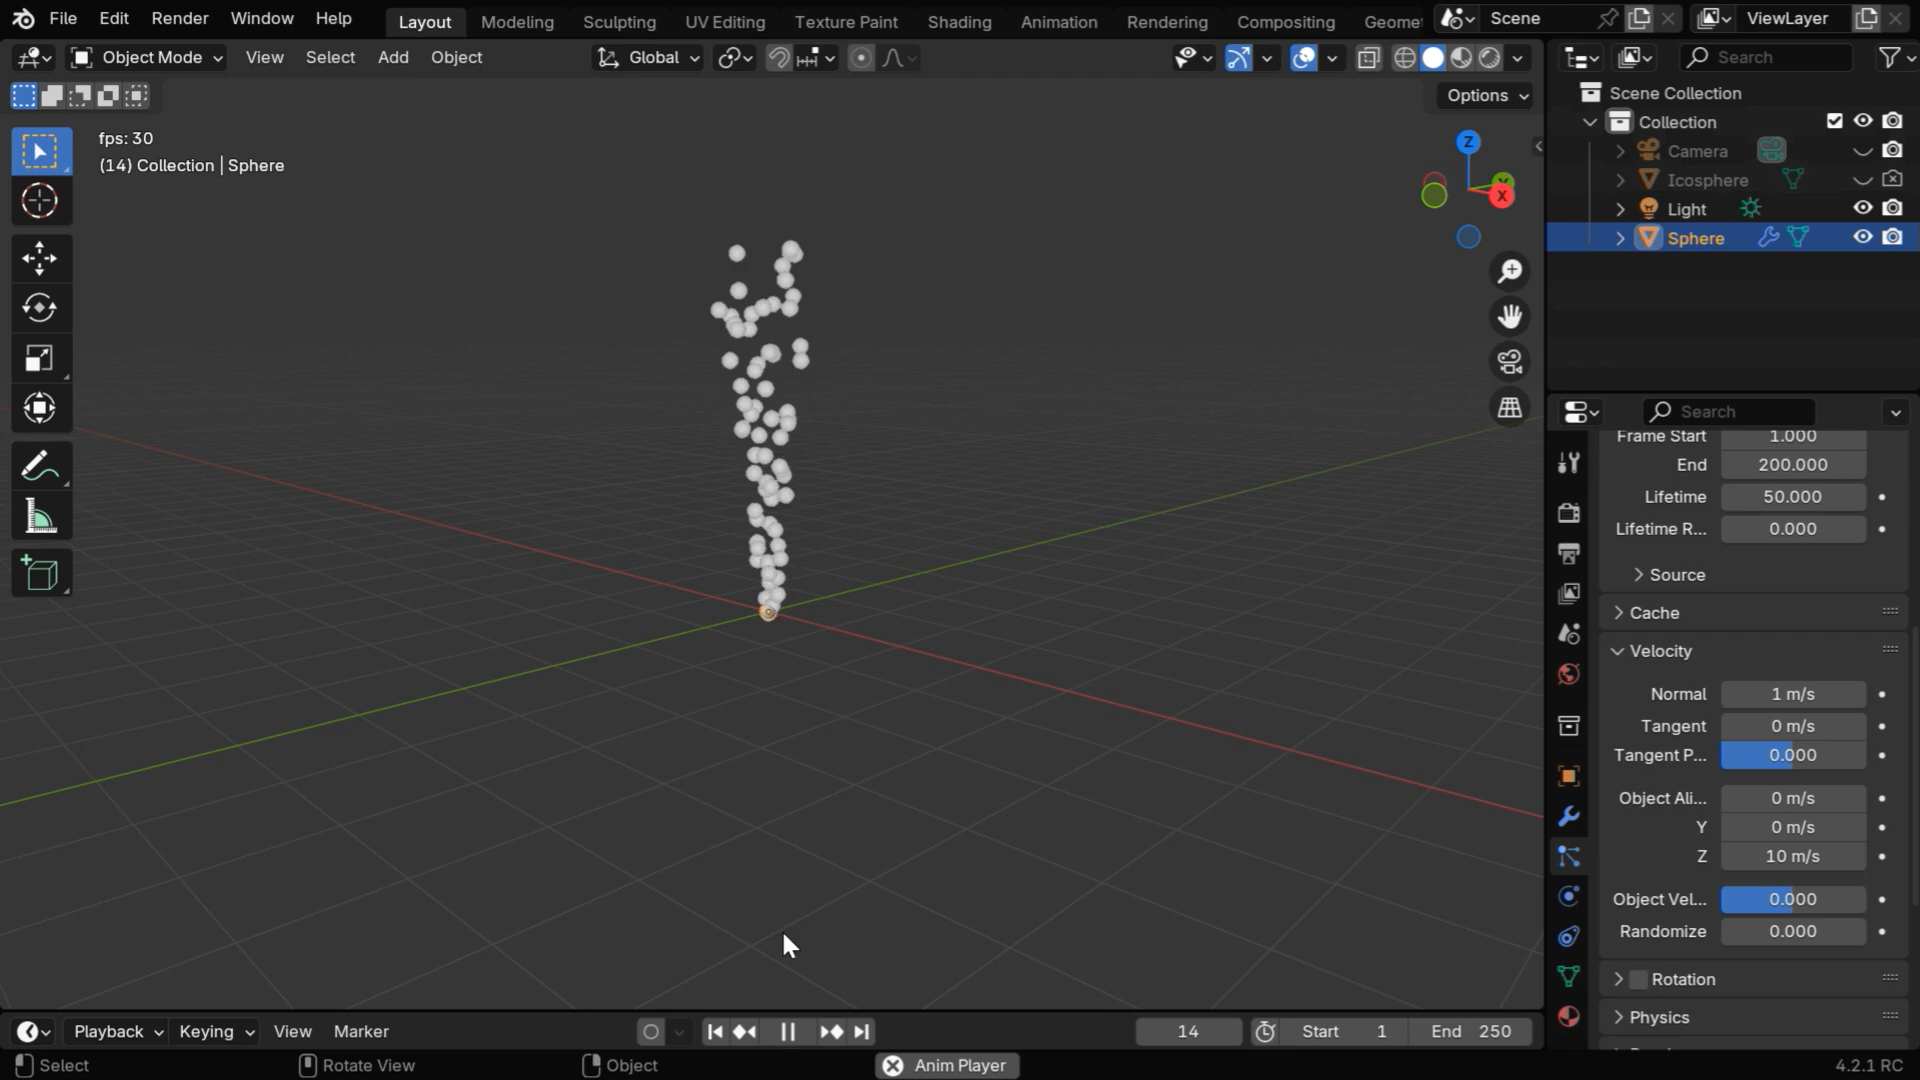 File Edit Render Window Help Layout Modeling Sculpting UV Editing Texture Paint Shading Animation Rendering Compositing Geome Scene ViewLayer
Object Mode View Select Add Object Global Search
Options
fps: 30
(14) Collection | Sphere
Z
Y
X
Scene Collection
Collection
Camera
Icosphere
Light
Sphere
Search
Frame Start 1.000
End 200.000
Lifetime 50.000
Lifetime R... 0.000
Source
Cache
Velocity
Normal 1 m/s
Tangent 0 m/s
Tangent P... 0.000
Object Ali... 0 m/s
Y 0 m/s
Z 10 m/s
Object Vel... 0.000
Randomize 0.000
Rotation
Physics
Playback Keying View Marker 14 Start 1 End 250
Select Rotate View Object Anim Player 4.2.1 RC